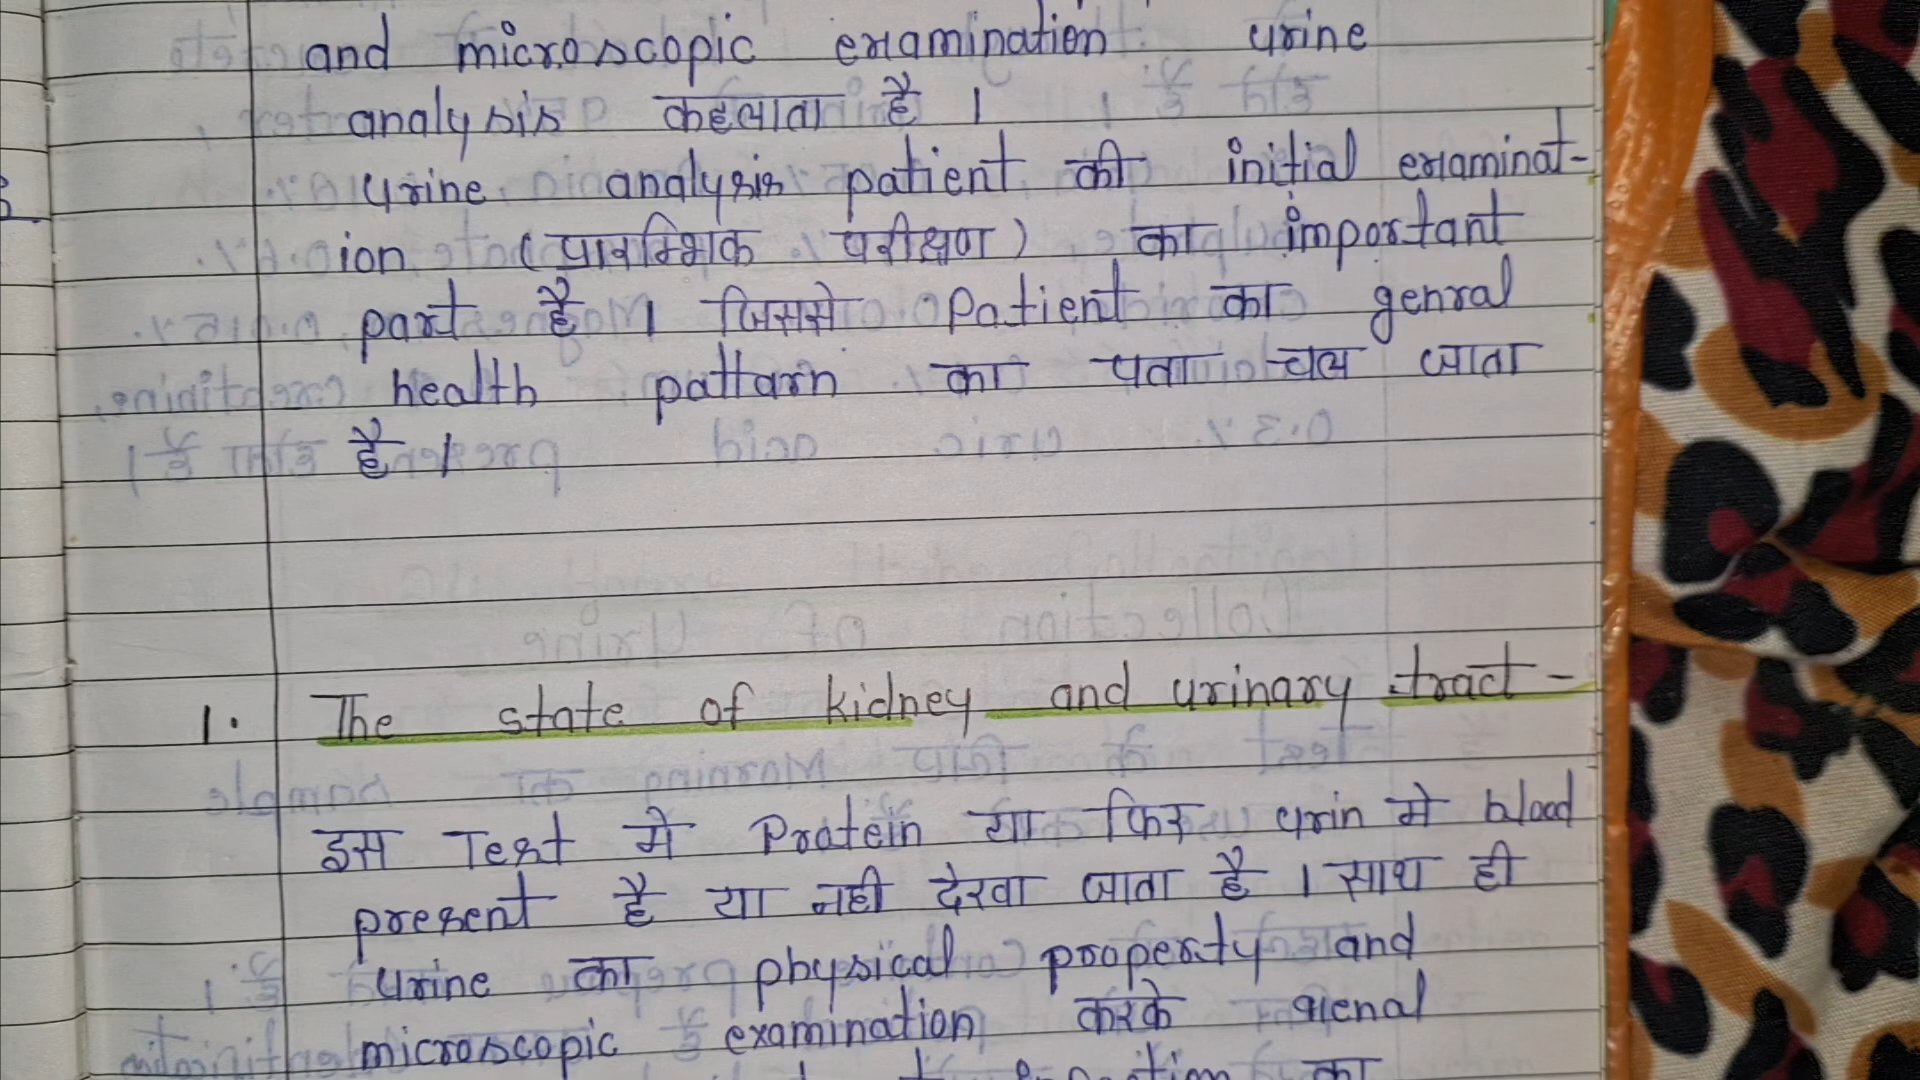 and microscopic examination urine
analysis कहलाता है ।
urine analysis patient की initial examinat-
ion (प्रारम्भिक परीक्षण) का important
part है । जिससे Patient का genral
health pattarn का पता चल जाता
है ।
1. The state of kidney and urinary tract -
इस Test मे Protein या फिर urin मे blood
present है या नही देखा जाता है । साथ ही
urine का physical property and
microscopic examination करके renal
का